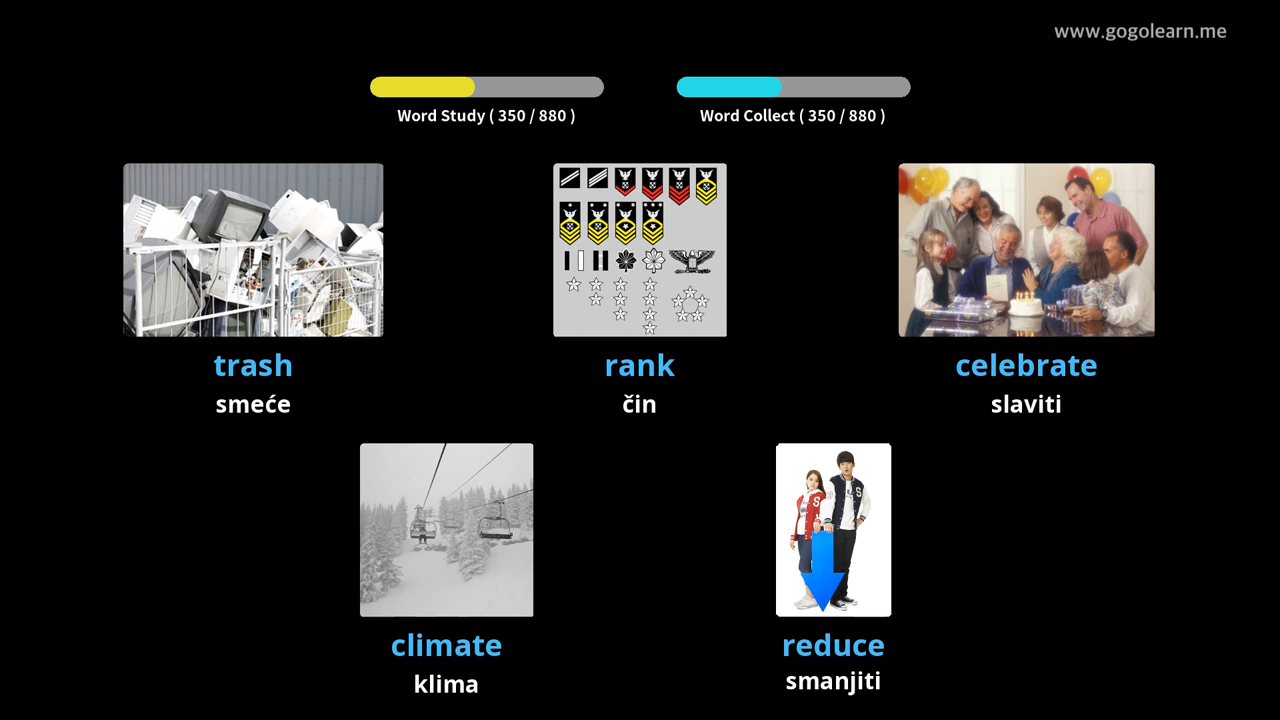 www.gogolearn.me
Word Study ( 350 / 880 )
Word Collect ( 350 / 880 )
trash
smeće
rank
čin
celebrate
slaviti
climate
klima
reduce
smanjiti